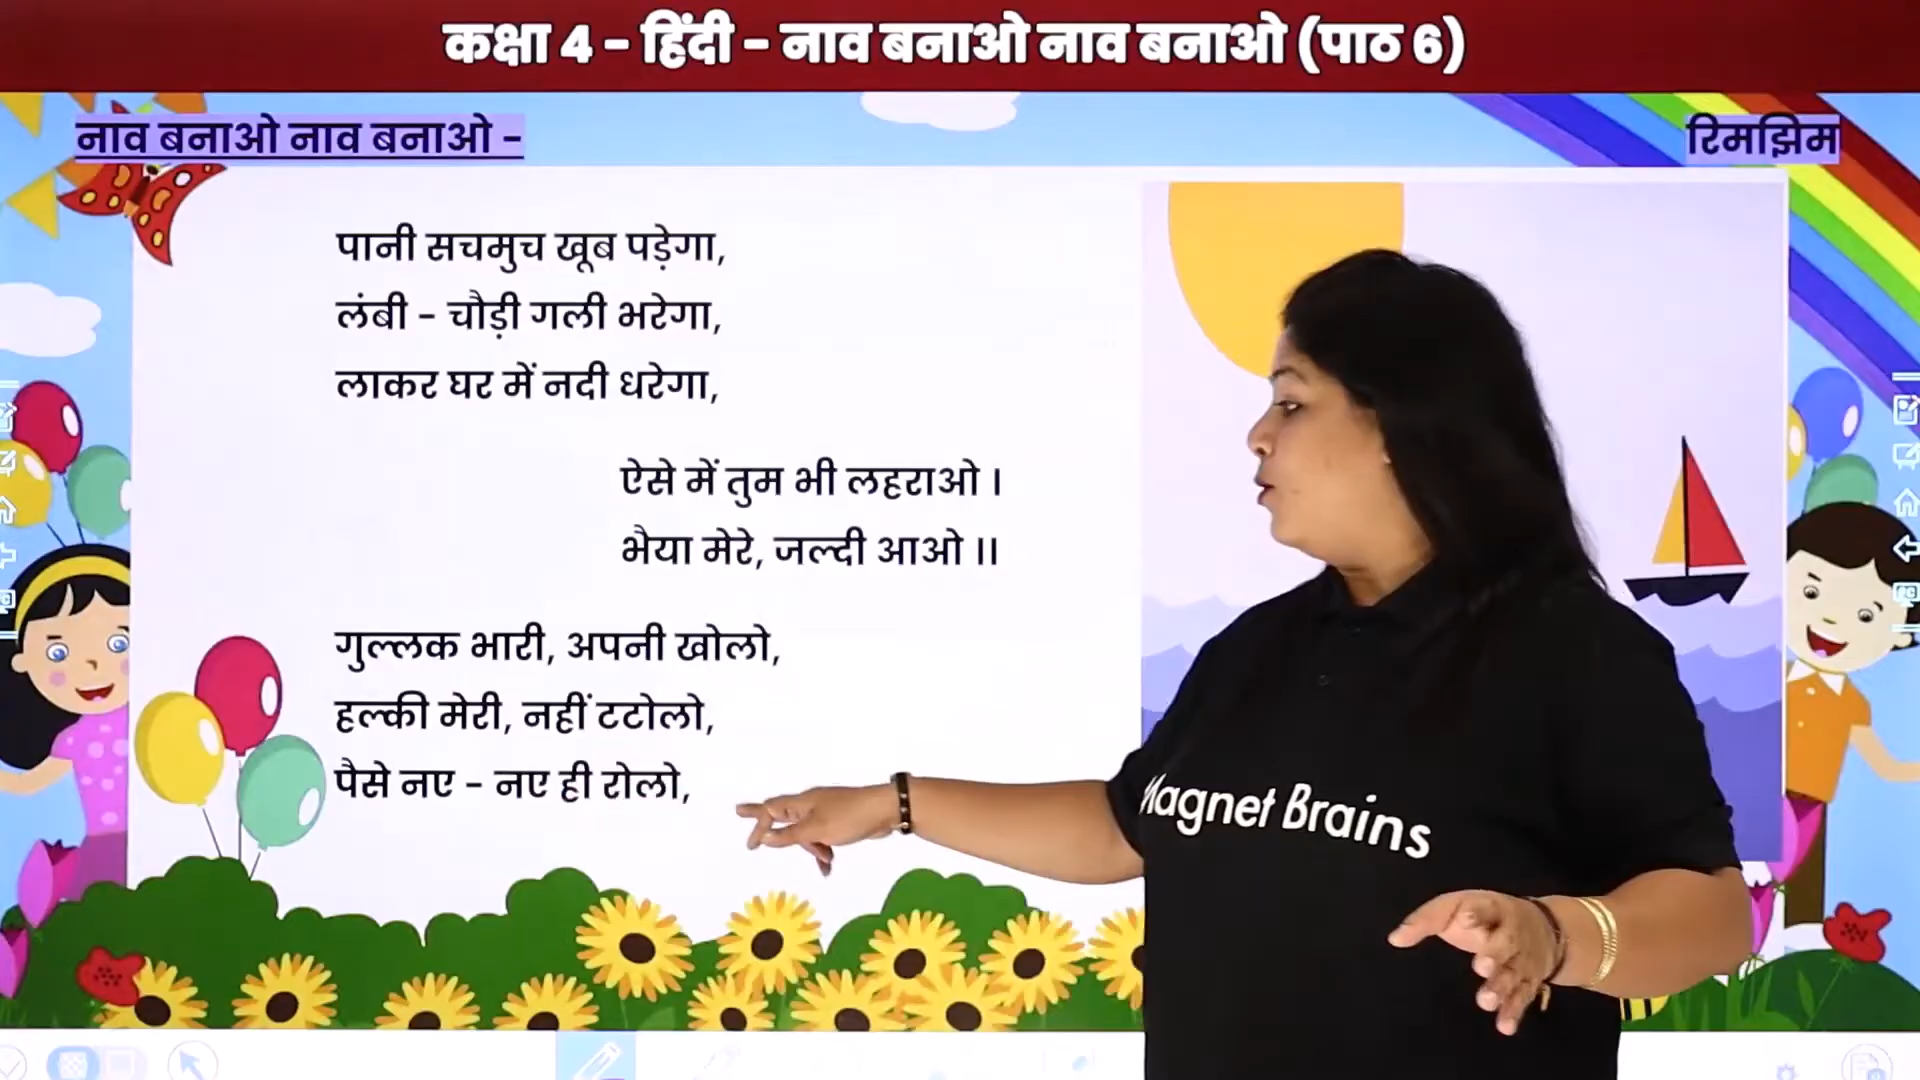 कक्षा 4 - हिंदी - नाव बनाओ नाव बनाओ (पाठ 6)
नाव बनाओ नाव बनाओ -
रिमझिम
पानी सचमुच खूब पड़ेगा,
लंबी - चौड़ी गली भरेगा,
लाकर घर में नदी धरेगा,
ऐसे में तुम भी लहराओ ।
भैया मेरे, जल्दी आओ ।।
गुल्लक भारी, अपनी खोलो,
हल्की मेरी, नहीं टटोलो,
पैसे नए - नए ही रोलो,
Magnet Brains